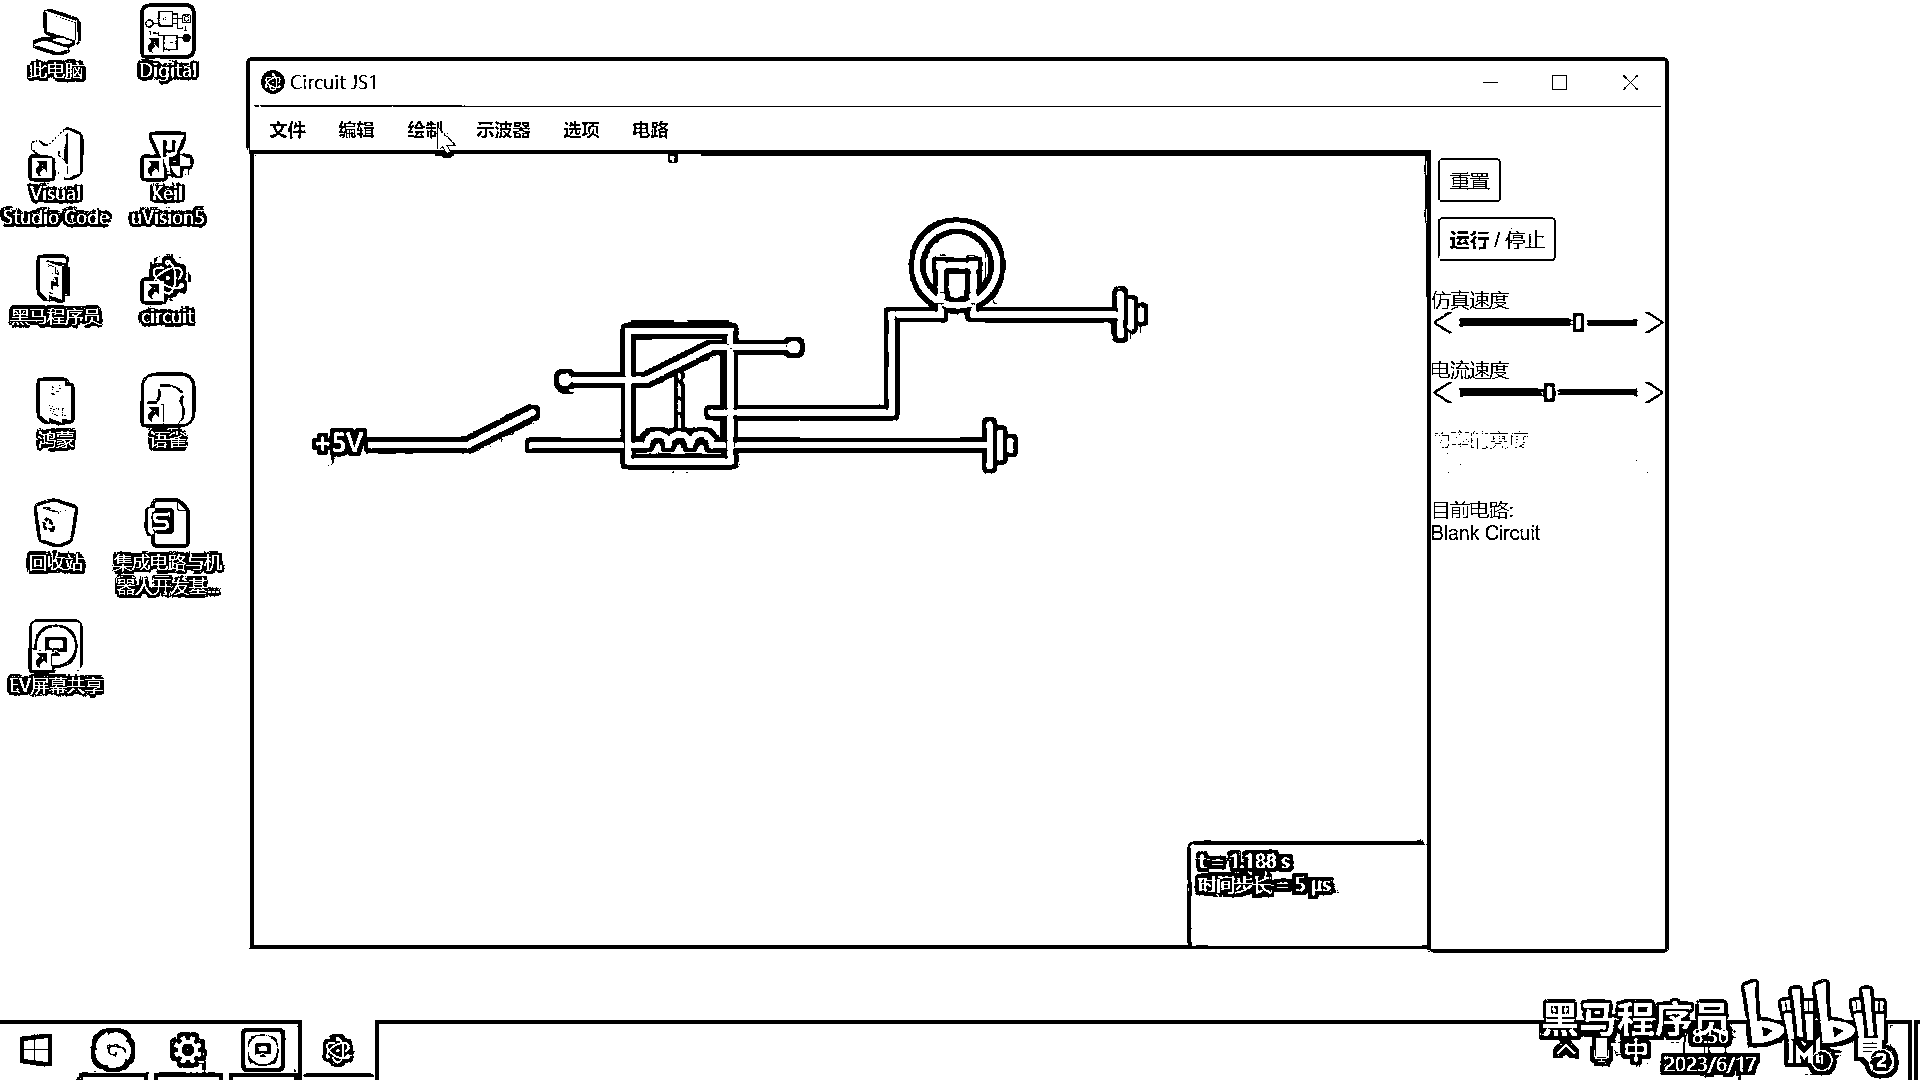 此电脑
Digital
Visual
Studio Code
Keil
uVision5
黑马程序员
circuit
鸿蒙
语雀
回收站
集成电路与机
器人开发基...
EV屏幕共享
Circuit JS1
文件 编辑 绘制 示波器 选项 电路
+5V
t = 1.188 s
时间步长 = 5 μs
重置
运行 / 停止
仿真速度
电流速度
功率的亮度
目前电路:
Blank Circuit
黑马程序员 bilibili
中
8:50
2023/6/17